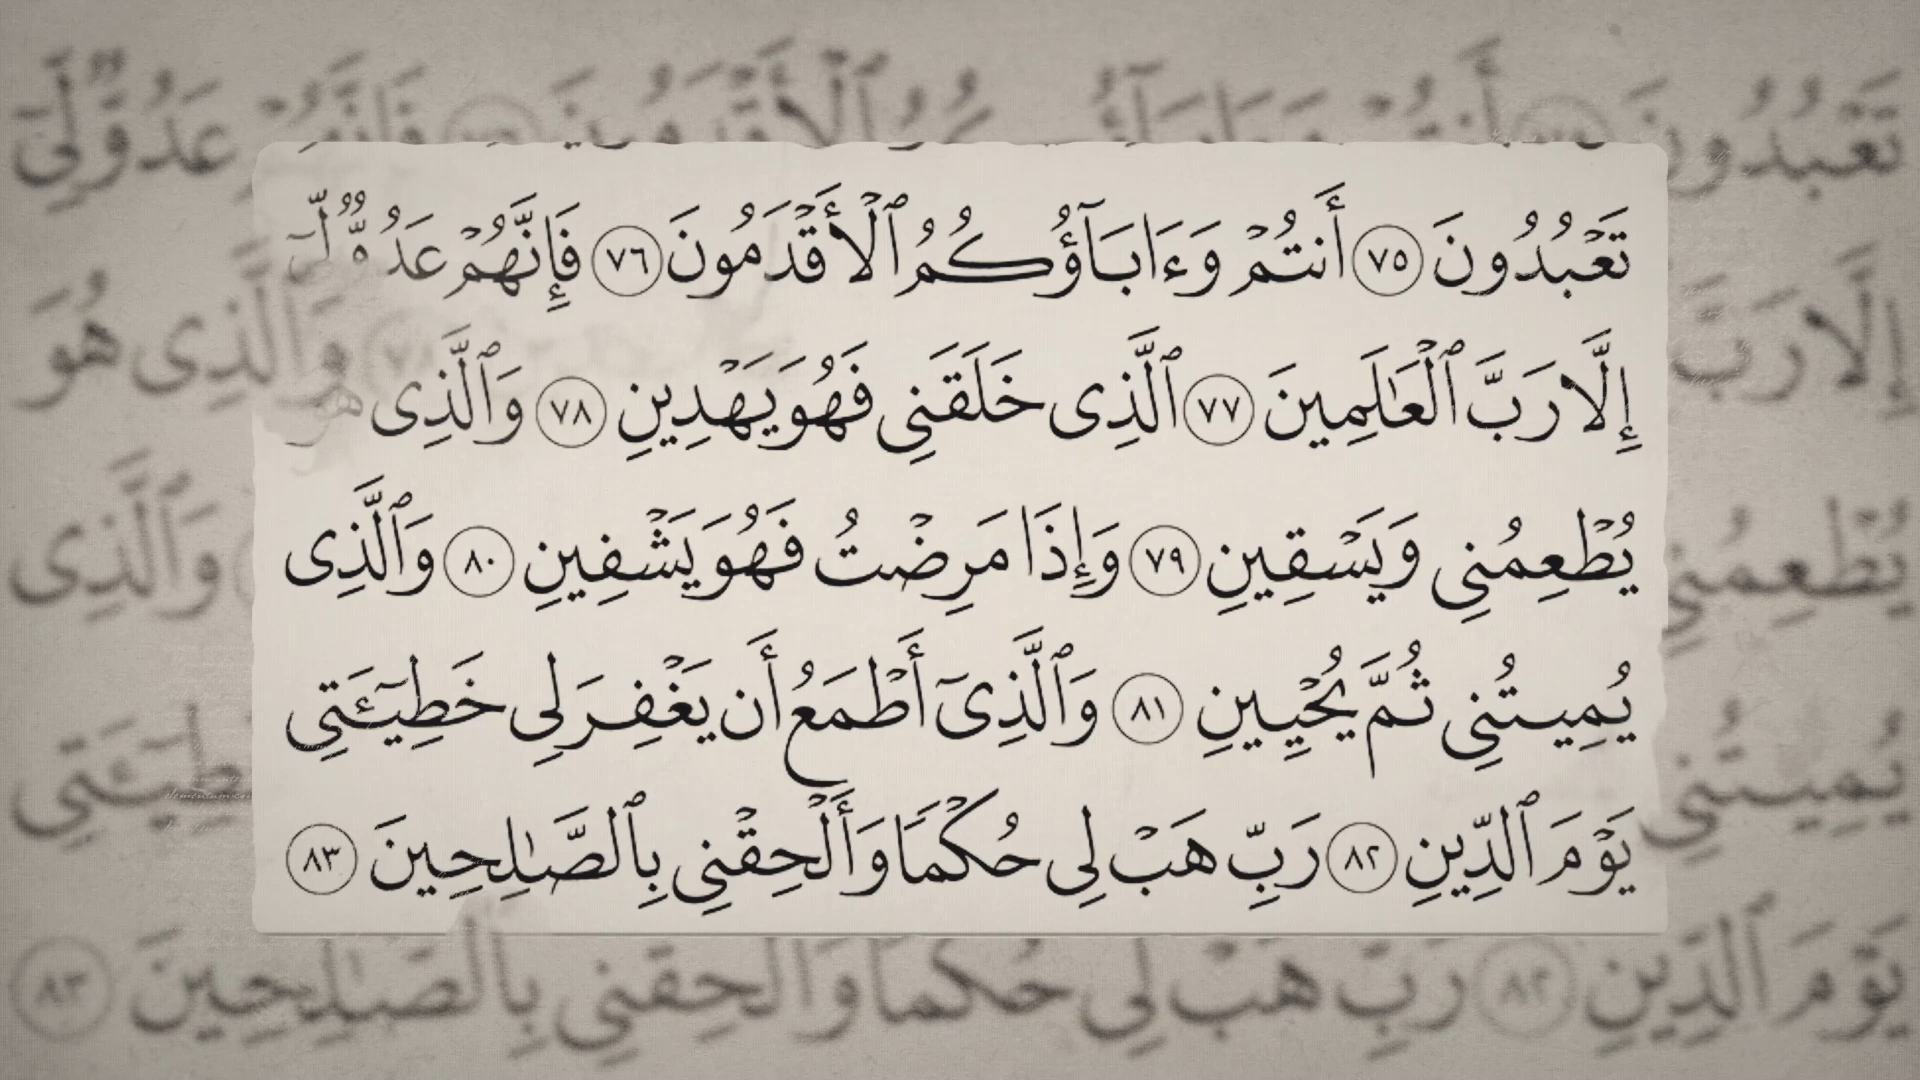 تَعْبُدُونَ ٧٥ أَنتُمْ وَءَابَآؤُكُمُ ٱلْأَقْدَمُونَ ٧٦ فَإِنَّهُمْ عَدُوٌّ لِّىٓ
إِلَّا رَبَّ ٱلْعَٰلَمِينَ ٧٧ ٱلَّذِى خَلَقَنِى فَهُوَ يَهْدِينِ ٧٨ وَٱلَّذِى هُوَ
يُطْعِمُنِى وَيَسْقِينِ ٧٩ وَإِذَا مَرِضْتُ فَهُوَ يَشْفِينِ ٨٠ وَٱلَّذِى
يُمِيتُنِى ثُمَّ يُحْيِينِ ٨١ وَٱلَّذِىٓ أَطْمَعُ أَن يَغْفِرَ لِى خَطِيٓـَٔتِى
يَوْمَ ٱلدِّينِ ٨٢ رَبِّ هَبْ لِى حُكْمًا وَأَلْحِقْنِى بِٱلصَّٰلِحِينَ ٨٣